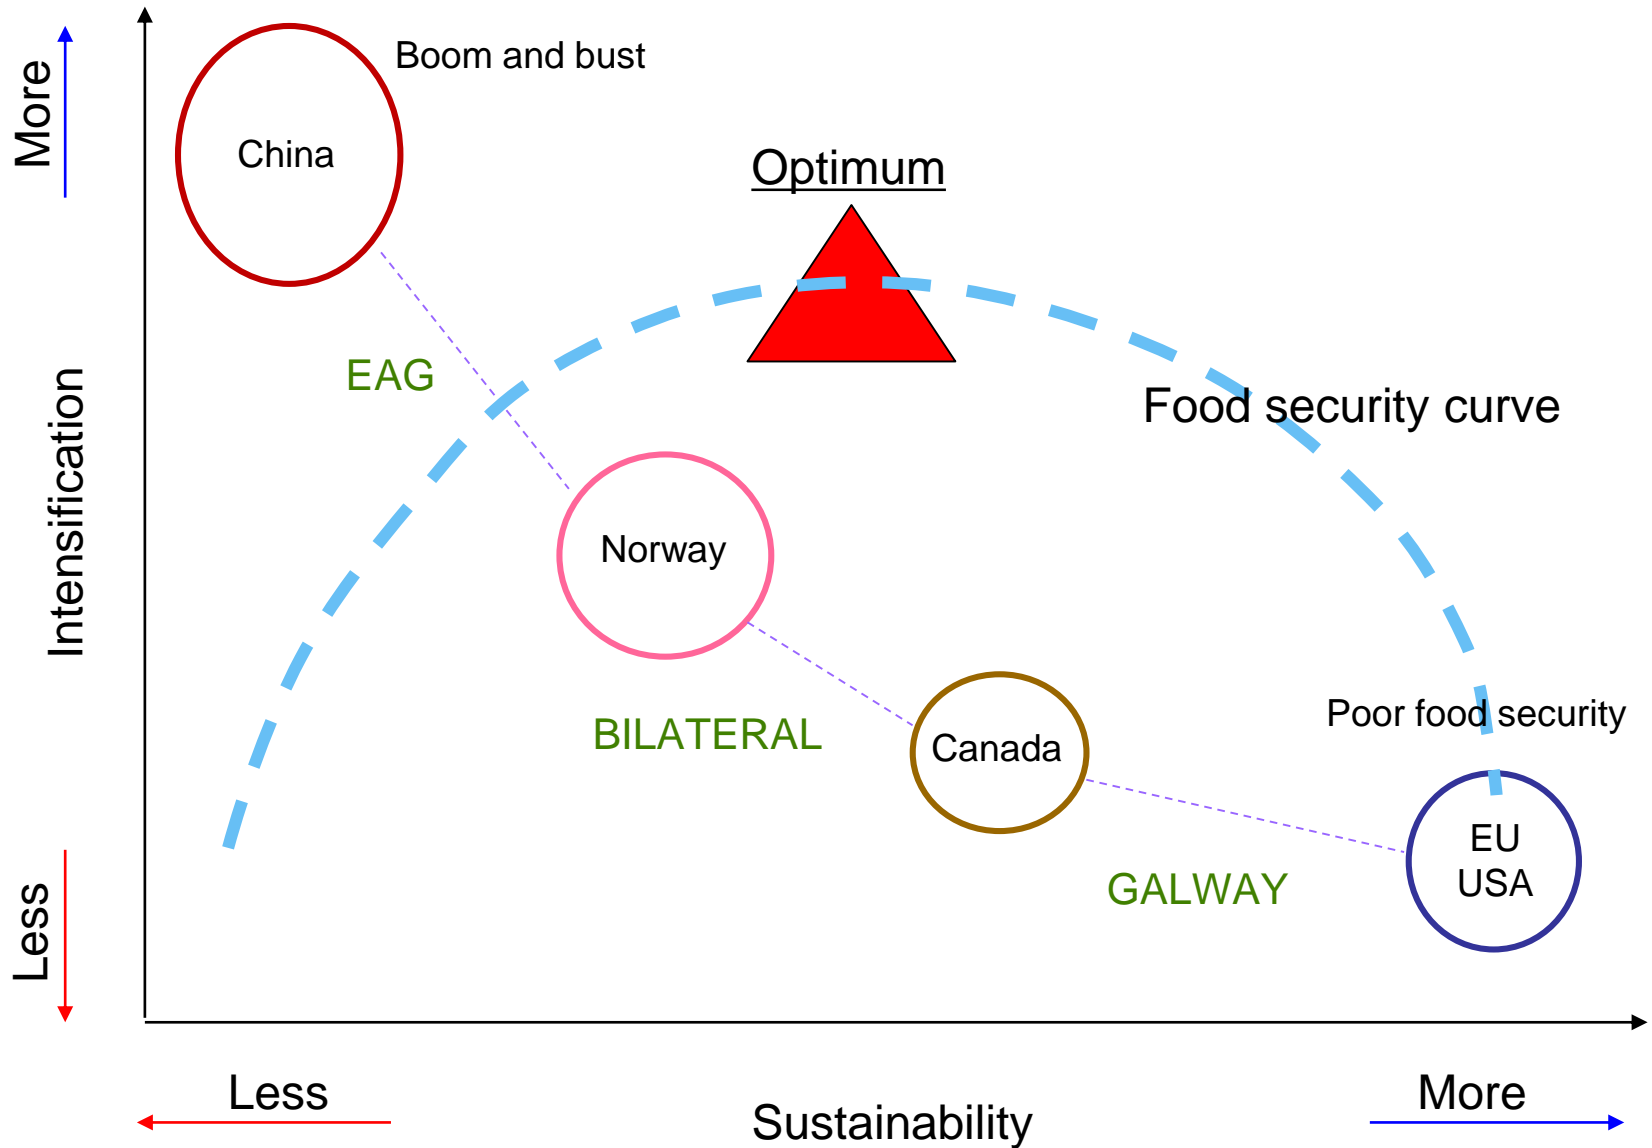 More
Boom and bust
China
Optimum
EAG
Food security curve
Intensification
Norway
Poor food security
BILATERAL
Canada
EU
USA
GALWAY
Less
Less
More
Sustainability